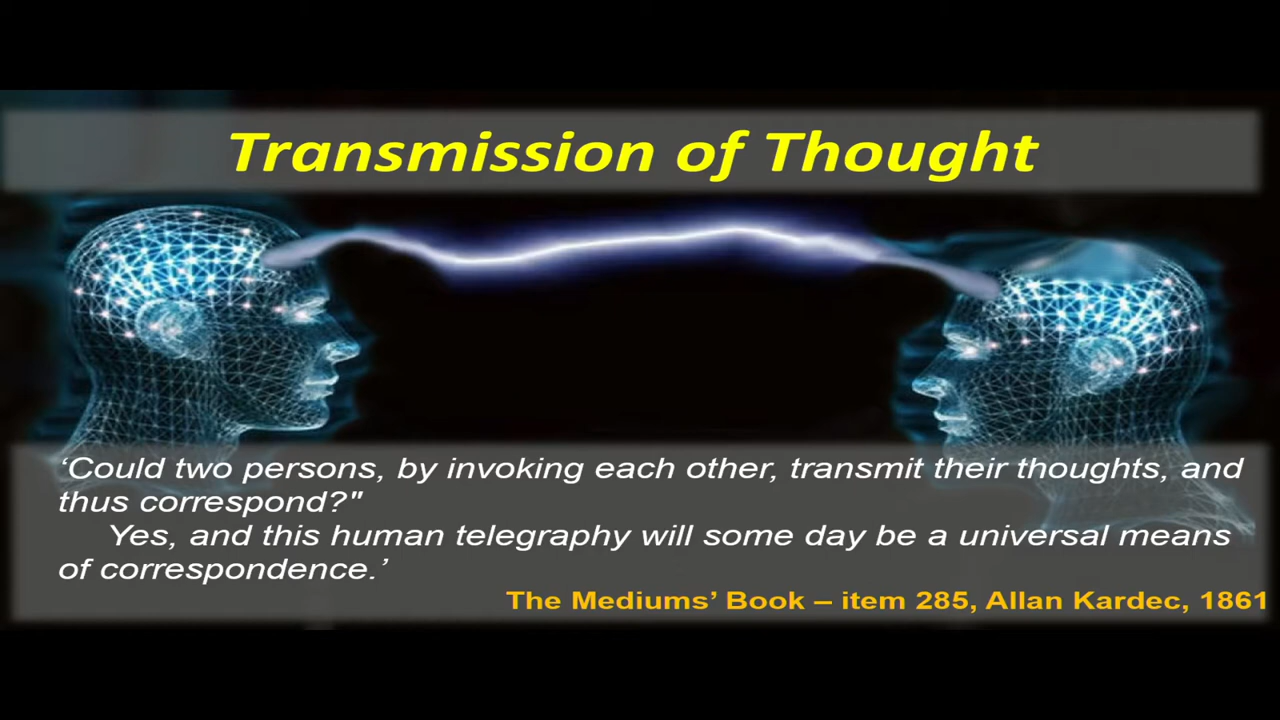 Transmission of Thought
‘Could two persons, by invoking each other, transmit their thoughts, and
thus correspond?"
Yes, and this human telegraphy will some day be a universal means
of correspondence.’
The Mediums’ Book – item 285, Allan Kardec, 1861